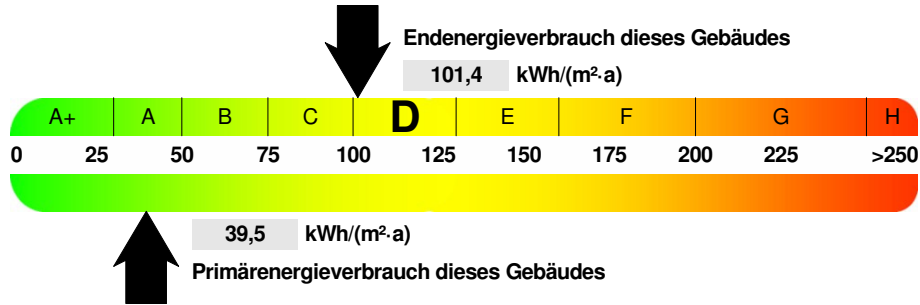 Endenergieverbrauch dieses Gebäudes
101,4 kWh/(m²·a)
A+ A B C D E F G H
0 25 50 75 100 125 150 175 200 225 >250
39,5 kWh/(m²·a)
Primärenergieverbrauch dieses Gebäudes